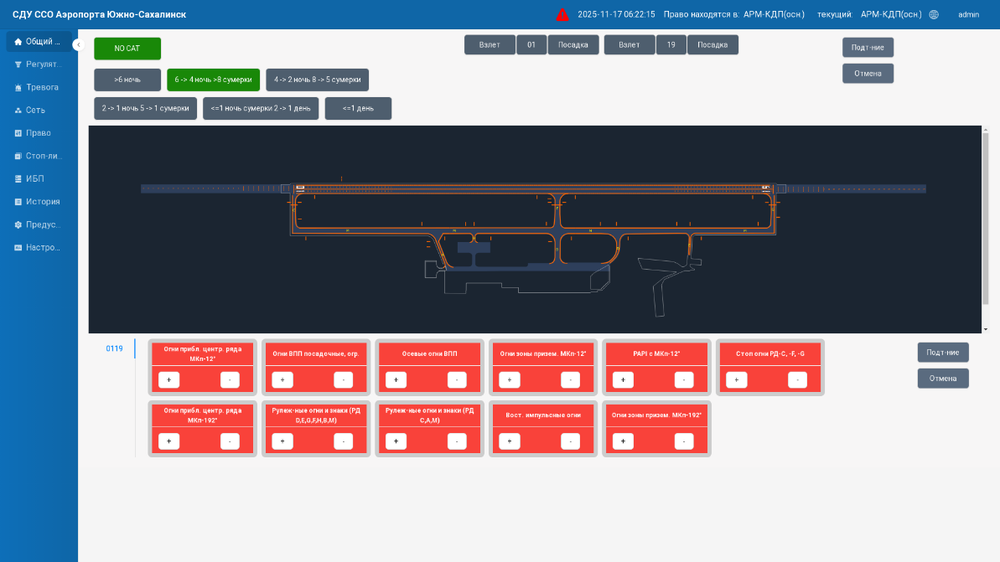 СДУ ССО Аэропорта Южно-Сахалинск
2025-11-17 06:22:15 Право находятся в: АРМ-КДП(осн.) текущий: АРМ-КДП(осн.) admin
Общий ...
Регулят...
Тревога
Сеть
Право
Стоп-ли...
ИБП
История
Предус...
Настро...
NO CAT
Взлет 01 Посадка Взлет 19 Посадка
Подт-ние
Отмена
>6 ночь
6 -> 4 ночь >8 сумерки
4 -> 2 ночь 8 -> 5 сумерки
2 -> 1 ночь 5 -> 1 сумерки
<=1 ночь сумерки 2 -> 1 день
<=1 день
0119
Огни прибл. центр. ряда
МКп-12°
+ -
Огни ВПП посадочные, огр.
+ -
Осевые огни ВПП
+ -
Огни зоны призем. МКп-12°
+ -
PAPI с МКп-12°
+ -
Стоп огни РД-C, -F, -G
+ -
Подт-ние
Отмена
Огни прибл. центр. ряда
МКп-192°
+ -
Рулеж-ные огни и знаки (РД
D,E,G,F,H,B,M)
+ -
Рулеж-ные огни и знаки (РД
C,A,M)
+ -
Вост. импульсные огни
+ -
Огни зоны призем. МКп-192°
+ -